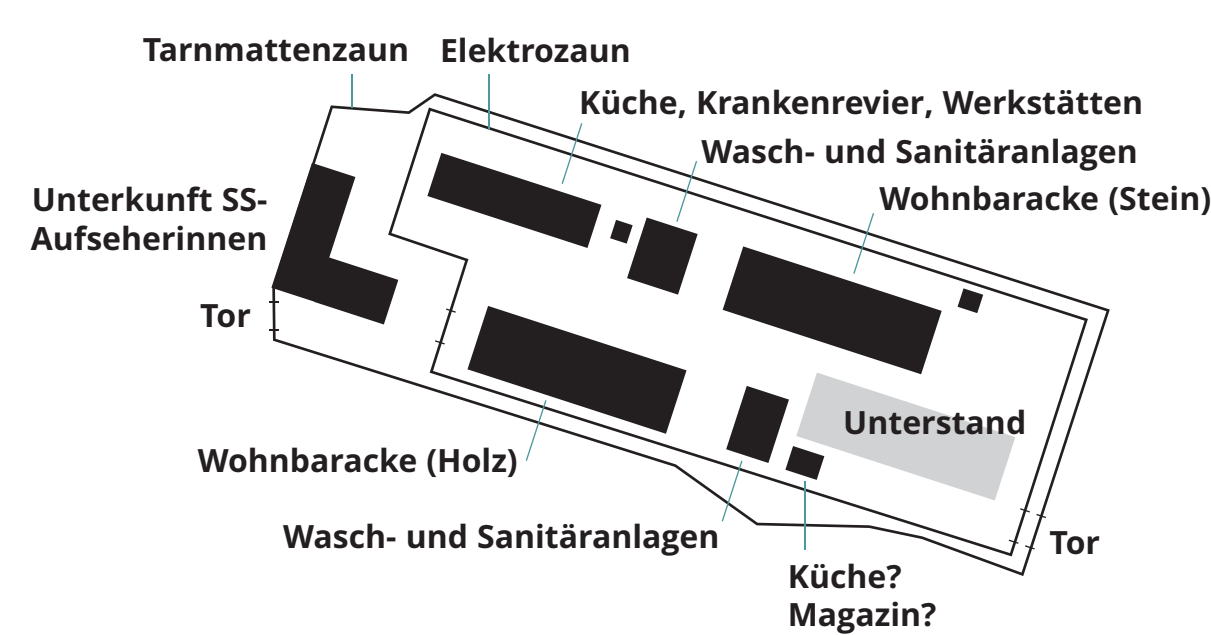 Tarnmattenzaun
Elektrozaun
Küche, Krankenrevier, Werkstätten
Wasch- und Sanitäranlagen
Wohnbaracke (Stein)
Unterkunft SS-
Aufseherinnen
Tor
Unterstand
Wohnbaracke (Holz)
Wasch- und Sanitäranlagen
Tor
Küche?
Magazin?